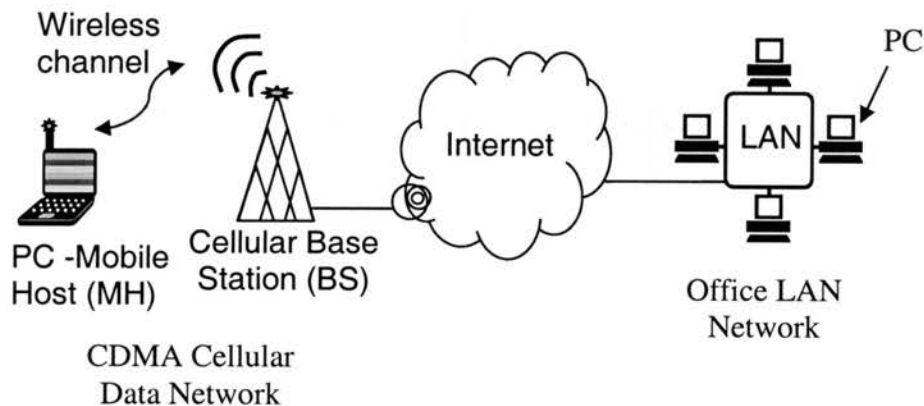 Wireless
channel
PC
Internet
LAN
PC -Mobile
Host (MH)
Cellular Base
Station (BS)
Office LAN
Network
CDMA Cellular
Data Network